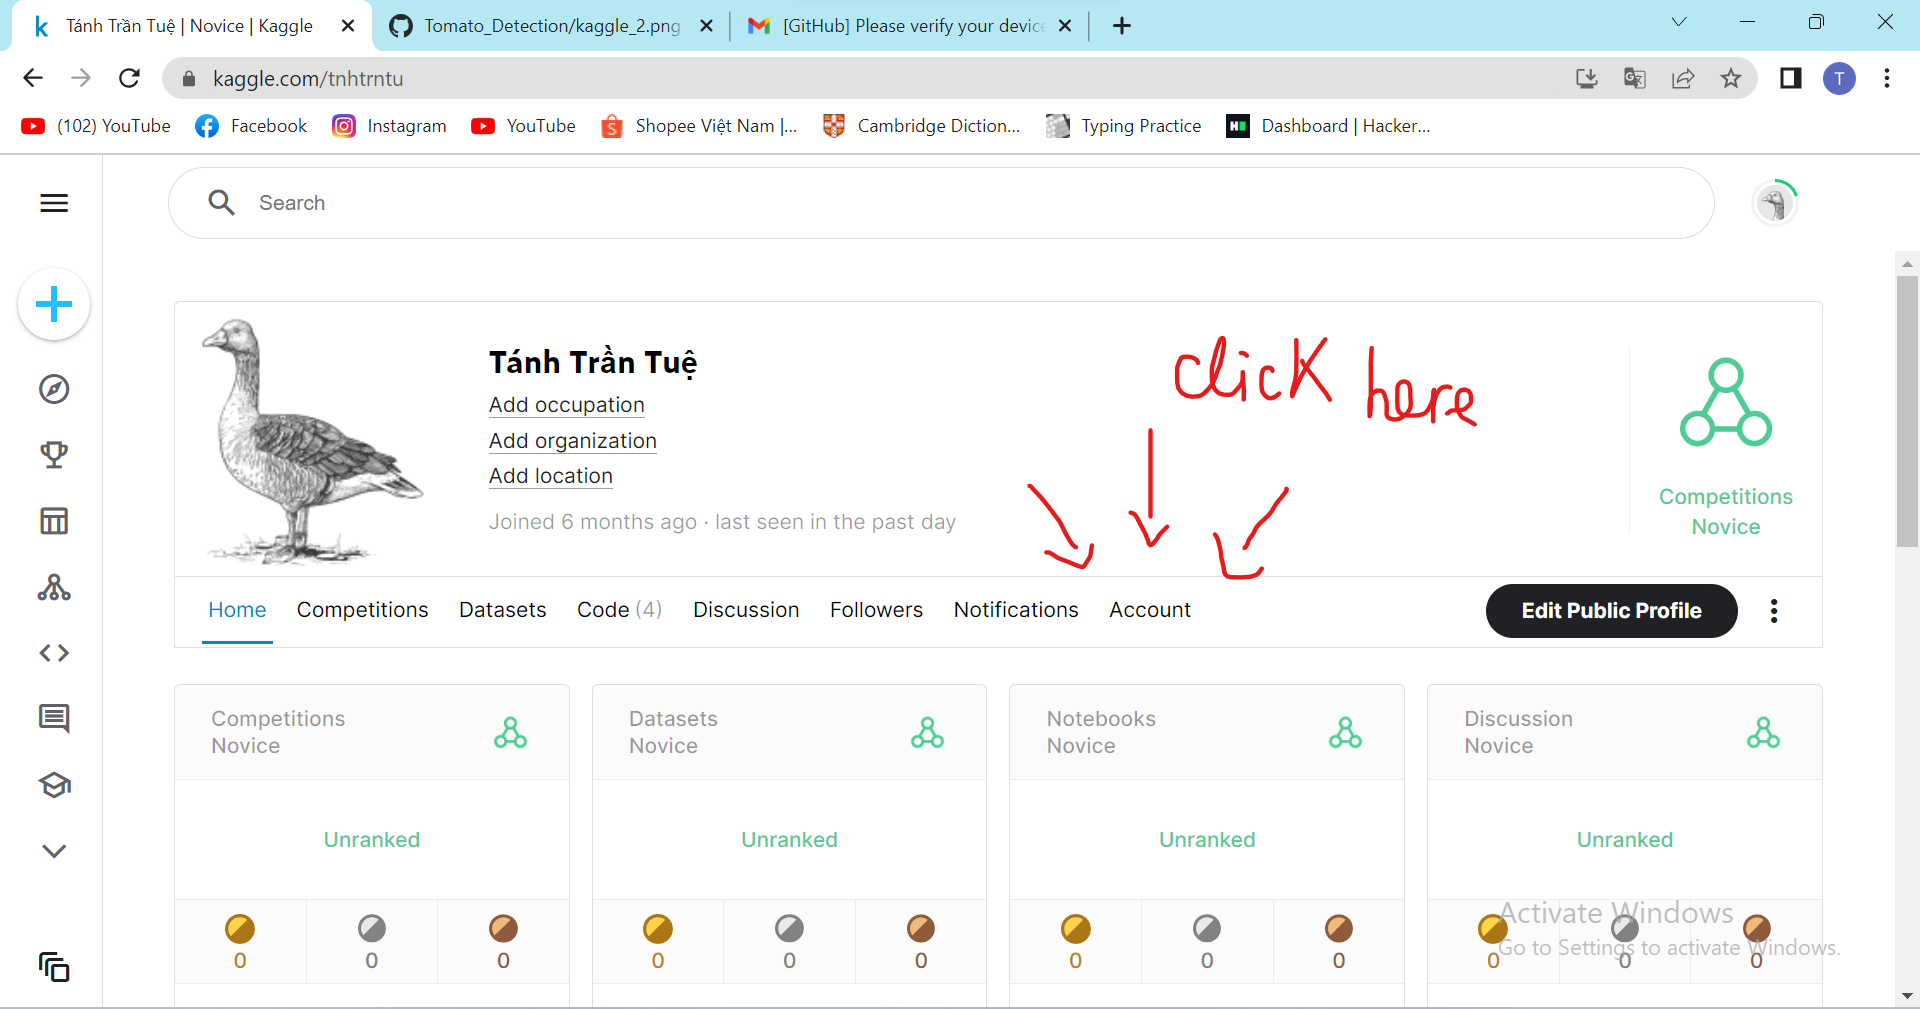 Tánh Trần Tuệ | Novice | Kaggle
Tomato_Detection/kaggle_2.png
[GitHub] Please verify your device
kaggle.com/tnhtrntu
T
(102) YouTube
Facebook
Instagram
YouTube
Shopee Việt Nam |...
Cambridge Diction...
Typing Practice
Dashboard | Hacker...
Search
Tánh Trần Tuệ
Add occupation
Add organization
Add location
Joined 6 months ago · last seen in the past day
click here
Competitions
Novice
Home
Competitions
Datasets
Code (4)
Discussion
Followers
Notifications
Account
Edit Public Profile
Competitions
Novice
Unranked
0
0
0
Datasets
Novice
Unranked
0
0
0
Notebooks
Novice
Unranked
0
0
0
Discussion
Novice
Unranked
0
0
0
Activate Windows
Go to Settings to activate Windows.